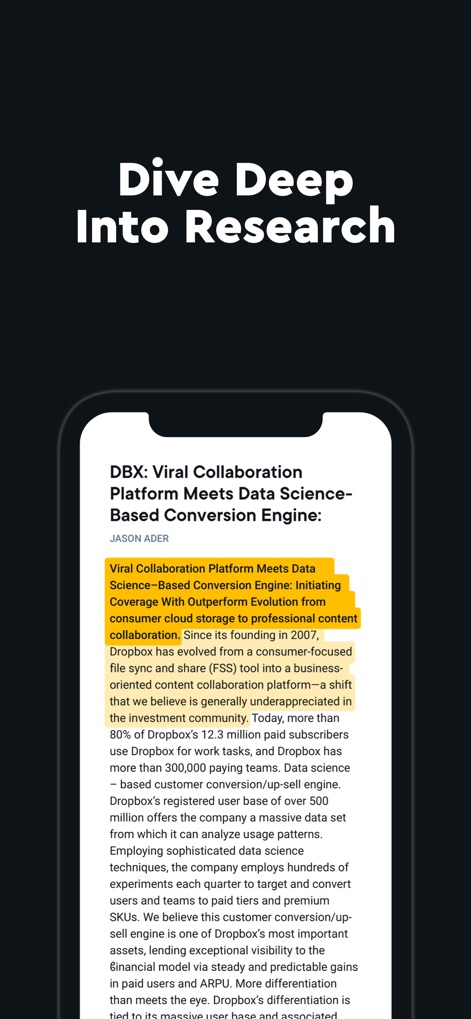 Dive Deep
Into Research
DBX: Viral Collaboration
Platform Meets Data Science-
Based Conversion Engine:
JASON ADER
Viral Collaboration Platform Meets Data
Science–Based Conversion Engine: Initiating
Coverage With Outperform Evolution from
consumer cloud storage to professional content
collaboration. Since its founding in 2007,
Dropbox has evolved from a consumer-focused
file sync and share (FSS) tool into a business-
oriented content collaboration platform—a shift
that we believe is generally underappreciated in
the investment community. Today, more than
80% of Dropbox's 12.3 million paid subscribers
use Dropbox for work tasks, and Dropbox has
more than 300,000 paying teams. Data science
– based customer conversion/up-sell engine.
Dropbox's registered user base of over 500
million offers the company a massive data set
from which it can analyze usage patterns.
Employing sophisticated data science
techniques, the company employs hundreds of
experiments each quarter to target and convert
users and teams to paid tiers and premium
SKUs. We believe this customer conversion/up-
sell engine is one of Dropbox's most important
assets, lending exceptional visibility to the
financial model via steady and predictable gains
in paid users and ARPU. More differentiation
than meets the eye. Dropbox's differentiation is
tied to its massive user base and associated